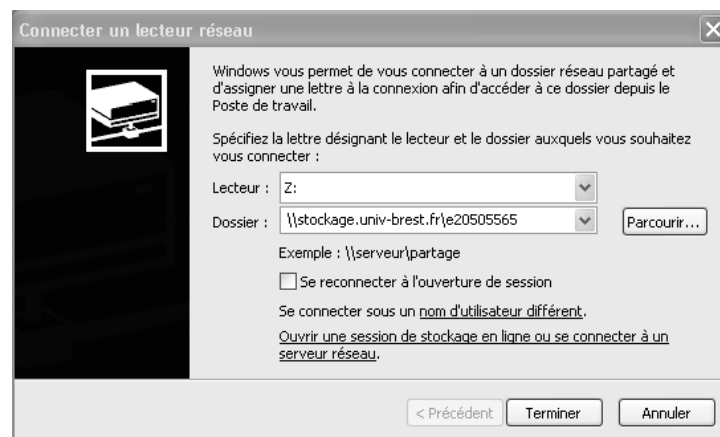 Connecter un lecteur réseau
Windows vous permet de vous connecter à un dossier réseau partagé et
d'assigner une lettre à la connexion afin d'accéder à ce dossier depuis le
Poste de travail.
Spécifiez la lettre désignant le lecteur et le dossier auxquels vous souhaitez
vous connecter :
Lecteur : Z:
Dossier : \\stockage.univ-brest.fr\e20505565 Parcourir...
Exemple : \\serveur\partage
Se reconnecter à l'ouverture de session
Se connecter sous un nom d'utilisateur différent.
Ouvrir une session de stockage en ligne ou se connecter à un
serveur réseau.
< Précédent Terminer Annuler